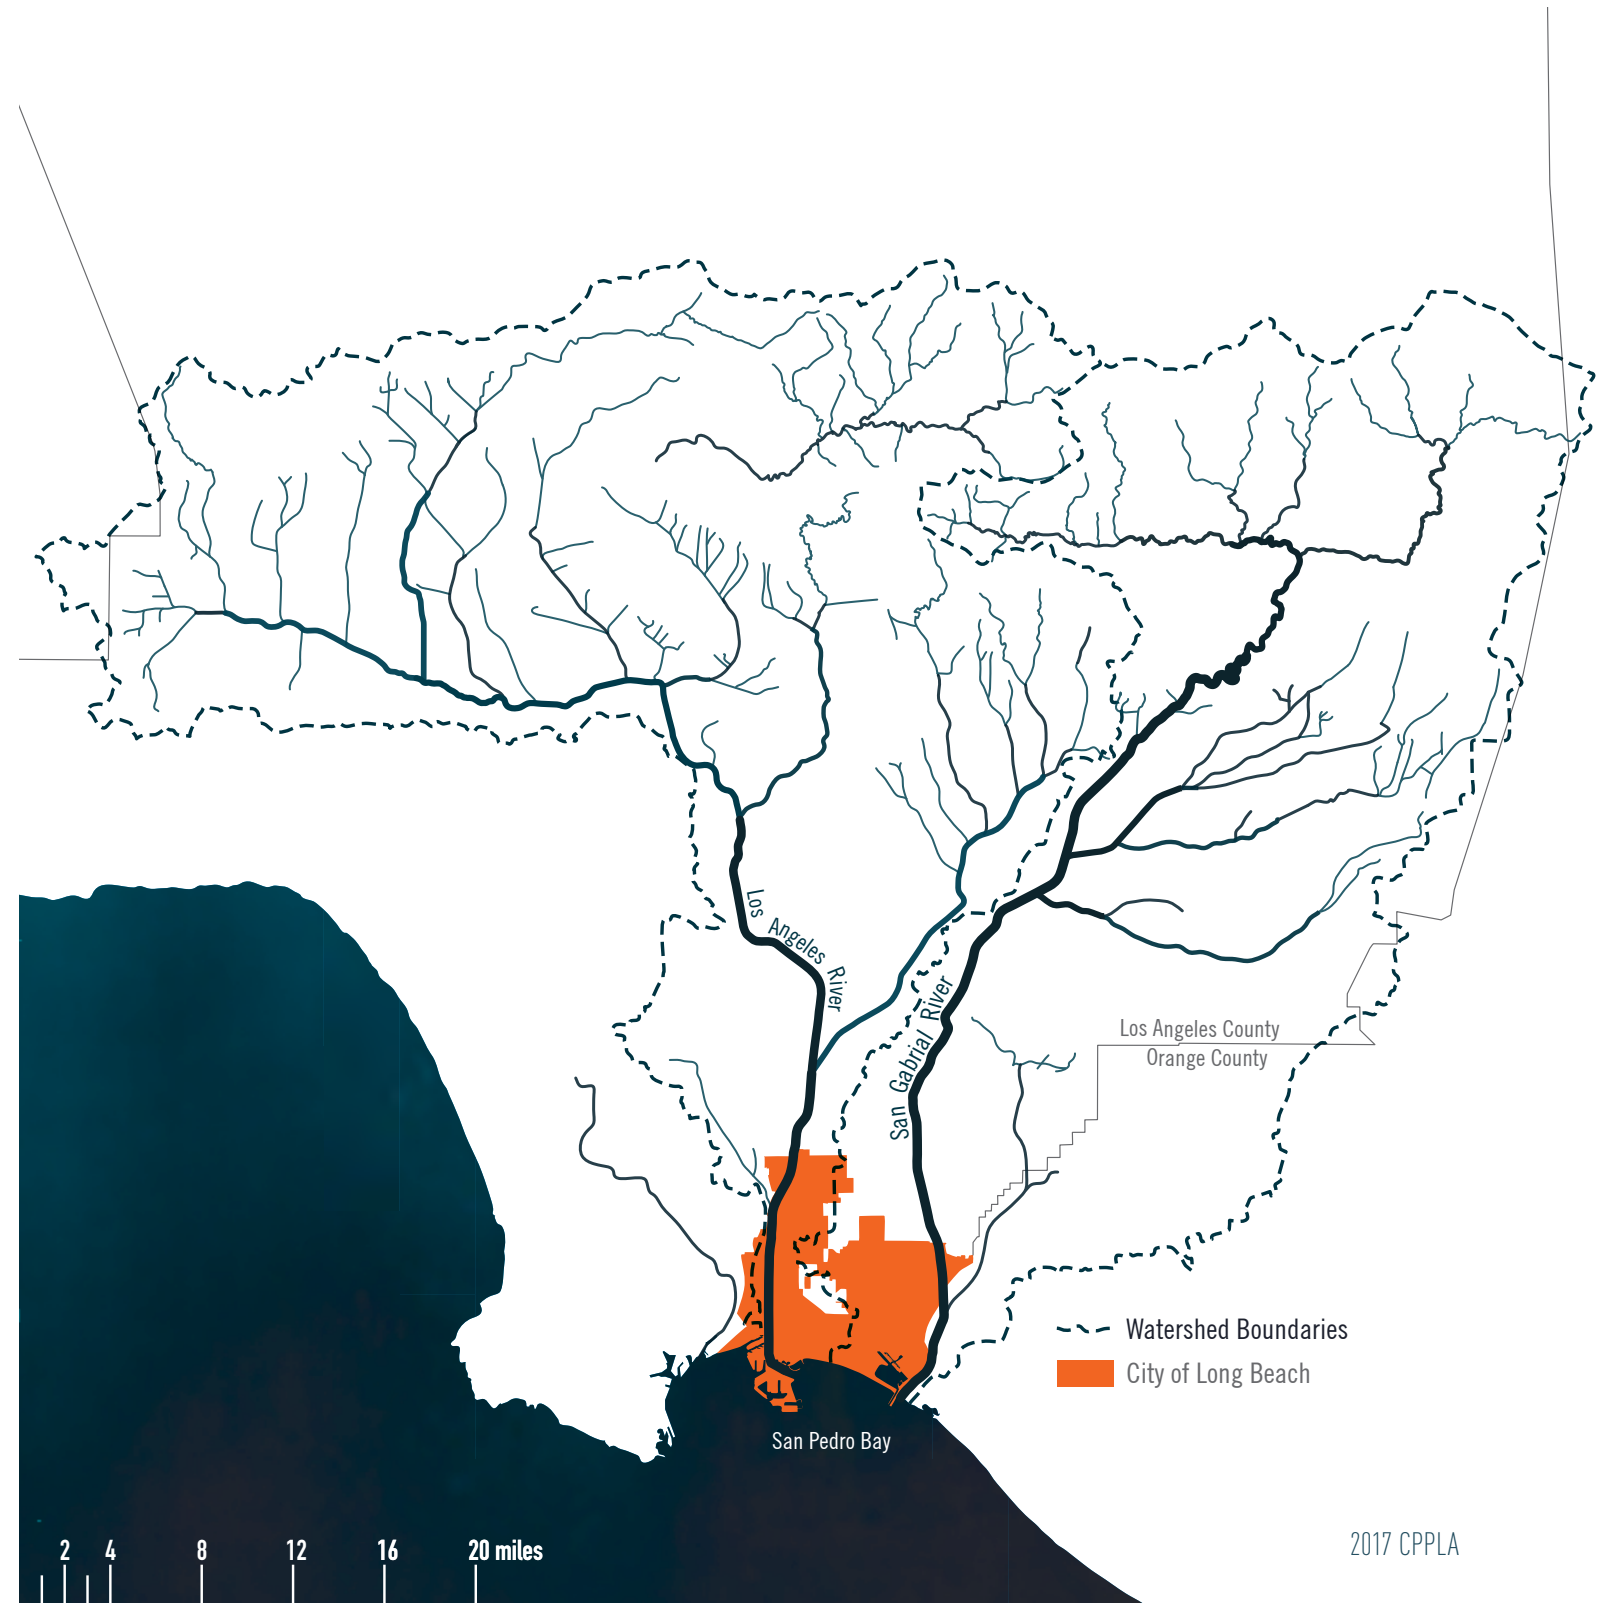 Los Angeles River
San Gabrial River
Los Angeles County
Orange County
Watershed Boundaries
City of Long Beach
San Pedro Bay
2 4 8 12 16 20 miles
2017 CPPLA